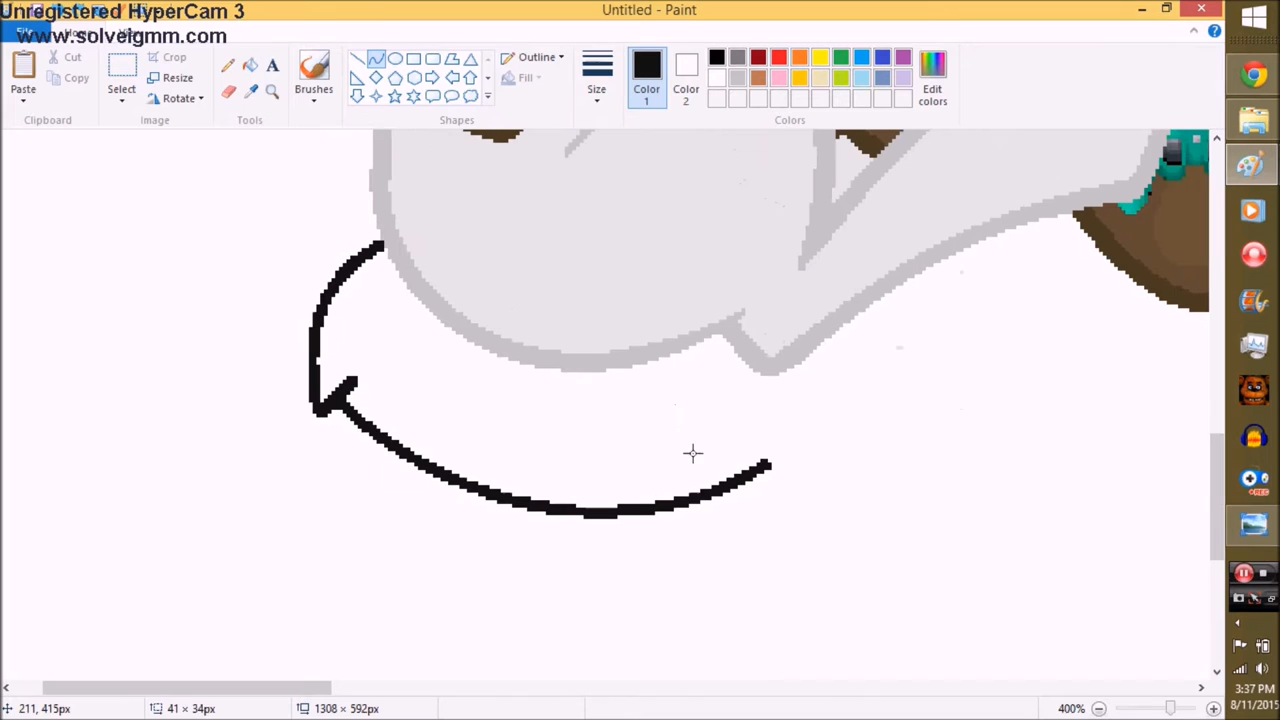 Unregistered HyperCam 3
www.solveigmm.com
Untitled - Paint
Paste
Cut
Copy
Clipboard
Select
Crop
Resize
Rotate
Image
Tools
Brushes
Shapes
Outline
Fill
Size
Color 1
Color 2
Colors
Edit colors
211, 415px
41 × 34px
1308 × 592px
400%
3:37 PM
8/11/2015